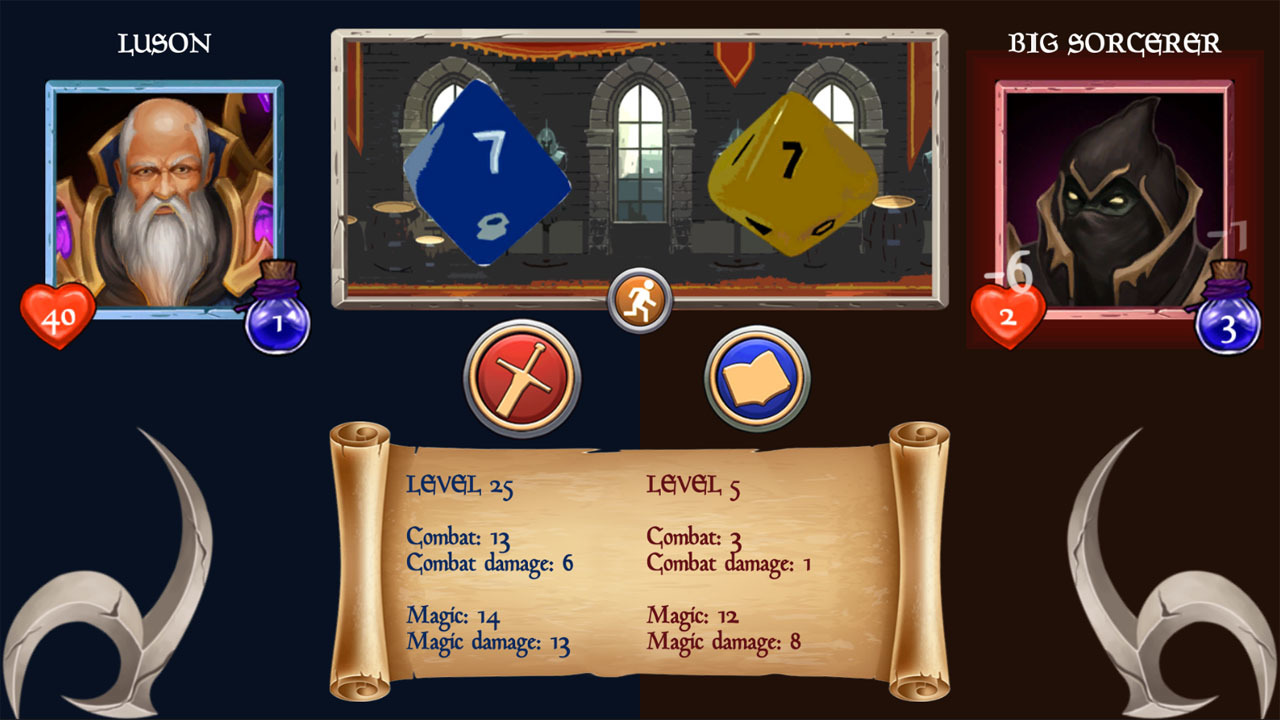 LUSON
BIG SORCERER
7
8
7
-6
-1
40
1
2
3
LEVEL 25
LEVEL 5
Combat: 13
Combat damage: 6
Combat: 3
Combat damage: 1
Magic: 14
Magic damage: 13
Magic: 12
Magic damage: 8